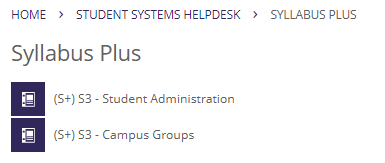 HOME > STUDENT SYSTEMS HELPDESK > SYLLABUS PLUS
Syllabus Plus
(S+) S3 - Student Administration
(S+) S3 - Campus Groups